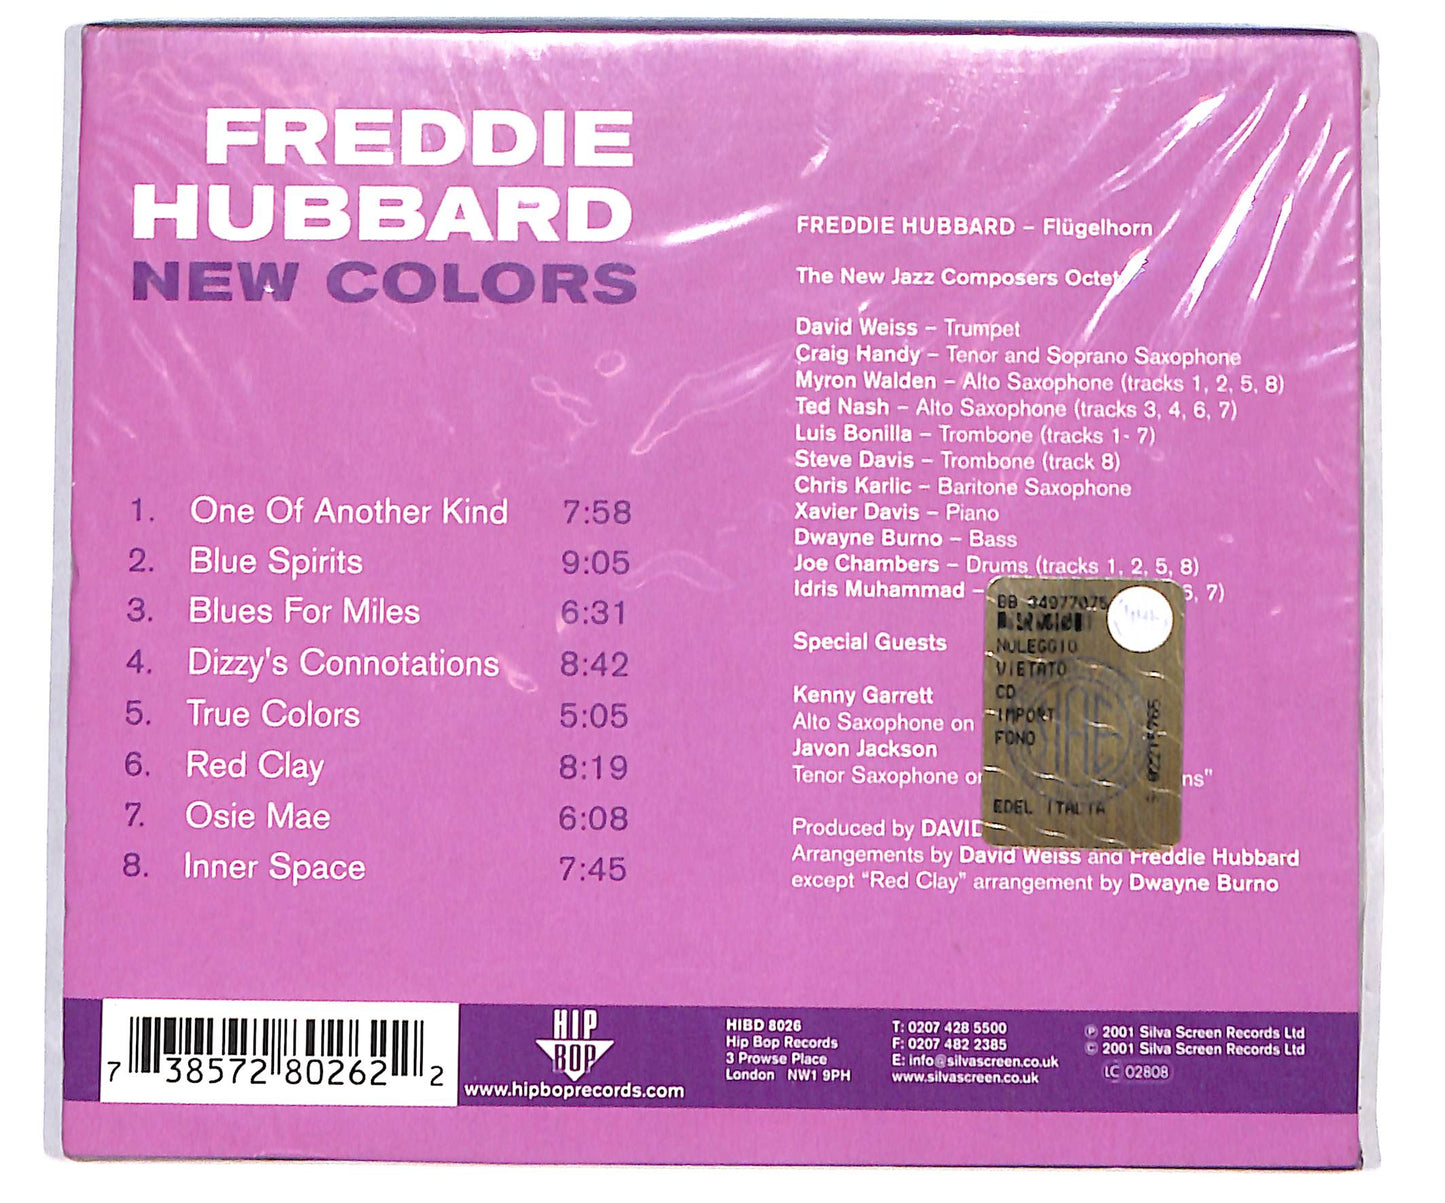 FREDDIE
HUBBARD
NEW COLORS
1. One Of Another Kind 7:58
2. Blue Spirits 9:05
3. Blues For Miles 6:31
4. Dizzy's Connotations 8:42
5. True Colors 5:05
6. Red Clay 8:19
7. Osie Mae 6:08
8. Inner Space 7:45
FREDDIE HUBBARD – Flügelhorn
The New Jazz Composers Octet
David Weiss – Trumpet
Craig Handy – Tenor and Soprano Saxophone
Myron Walden – Alto Saxophone (tracks 1, 2, 5, 8)
Ted Nash – Alto Saxophone (tracks 3, 4, 6, 7)
Luis Bonilla – Trombone (tracks 1- 7)
Steve Davis – Trombone (track 8)
Chris Karlic – Baritone Saxophone
Xavier Davis – Piano
Dwayne Burno – Bass
Joe Chambers – Drums (tracks 1, 2, 5, 8)
Idris Muhammad – 6, 7)
Special Guests
Kenny Garrett
Alto Saxophone on
Javon Jackson
Tenor Saxophone on ns"
Produced by DAVID
Arrangements by David Weiss and Freddie Hubbard
except “Red Clay” arrangement by Dwayne Burno
BB 34977075
NOLEGGIO
VIETATO
CD
IMPORT
FONO
EDEL ITALIA
SIAE
7 38572 80262 2
HIP
BOP
www.hipboprecords.com
HIBD 8026
Hip Bop Records
3 Prowse Place
London NW1 9PH
T: 0207 428 5500
F: 0207 482 2385
E: info@silvascreen.co.uk
www.silvascreen.co.uk
℗ 2001 Silva Screen Records Ltd
© 2001 Silva Screen Records Ltd
LC 02808